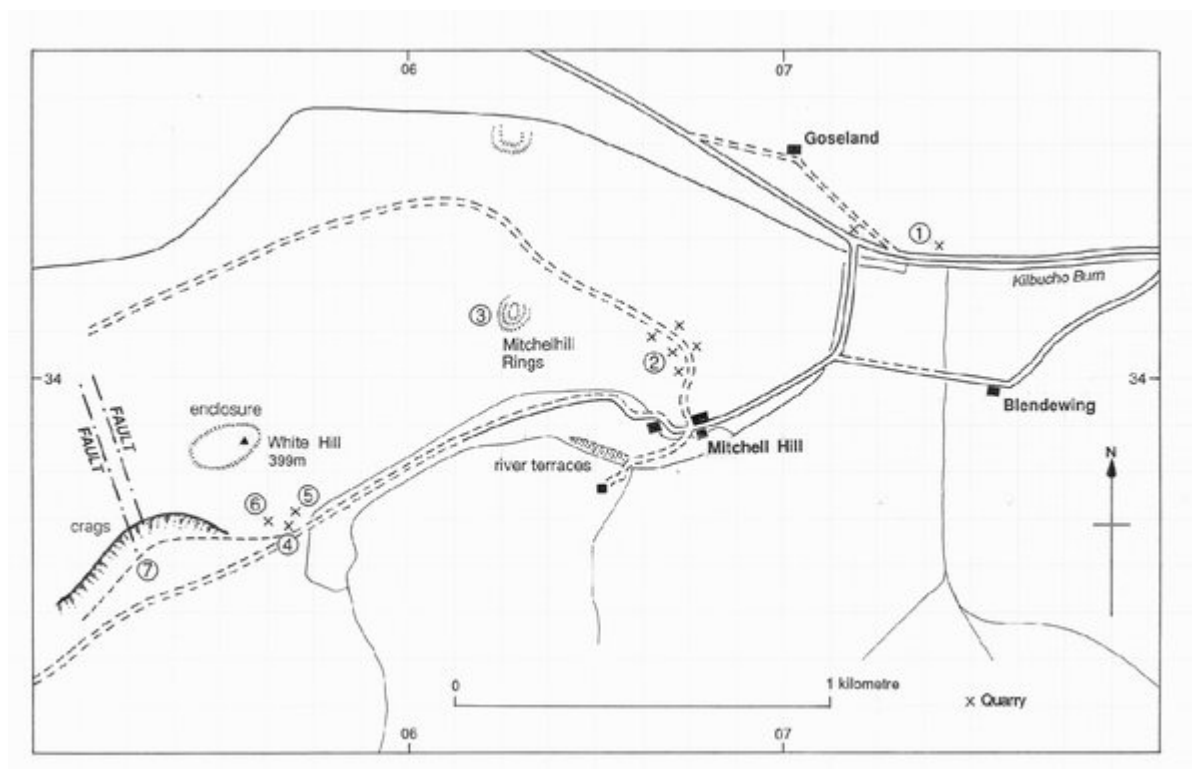 06
07
Goseland
①
Kilbucho Burn
③
Mitchelhill
Rings
②
34
34
FAULT
FAULT
enclosure
White Hill
399m
Blendewing
Mitchell Hill
river terraces
N
⑥
⑤
④
crags
⑦
0
1 kilometre
x Quarry
06
07